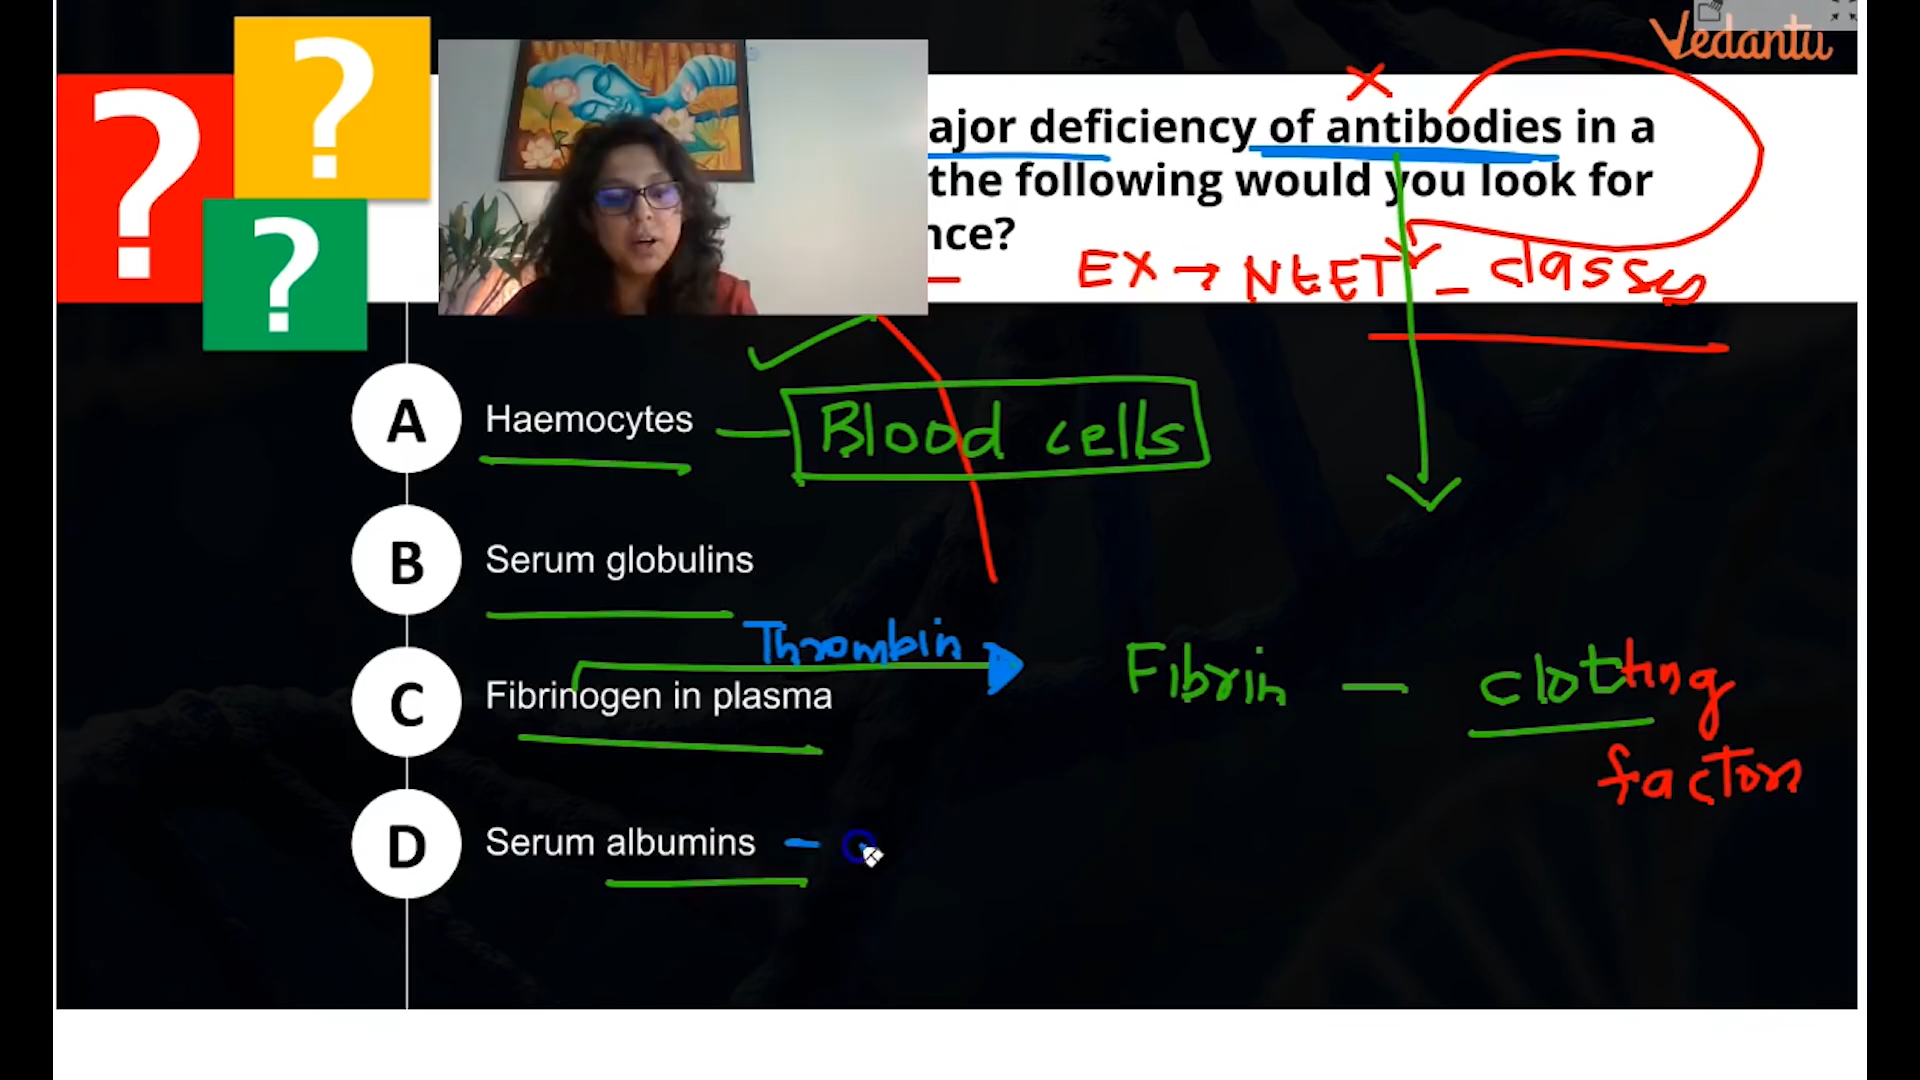 Vedantu
? ? ?
ajor deficiency of antibodies in a
the following would you look for
nce?
EX → NEET - classes
A Haemocytes — Blood cells
B Serum globulins
Thrombin
C Fibrinogen in plasma
Fibrin — clotting
factors
D Serum albumins -